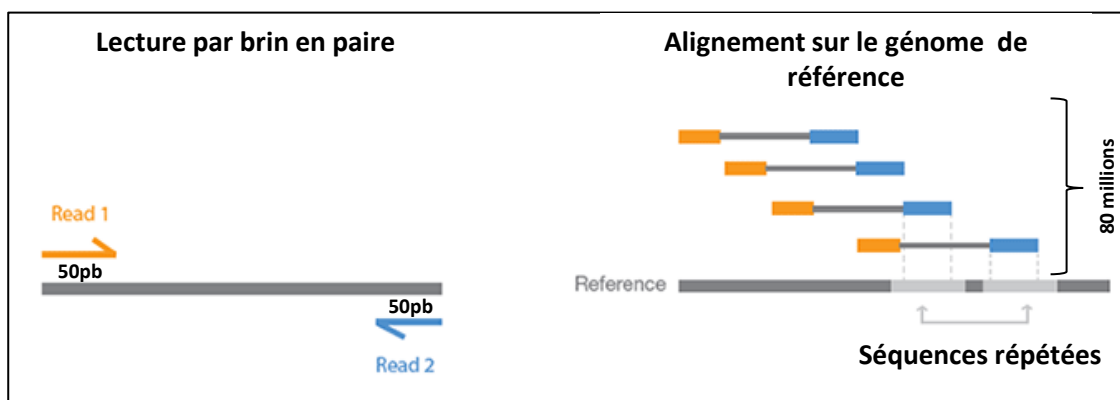 Lecture par brin en paire
Read 1
50pb
50pb
Read 2
Alignement sur le génome de
référence
80 millions
Reference
Séquences répétées